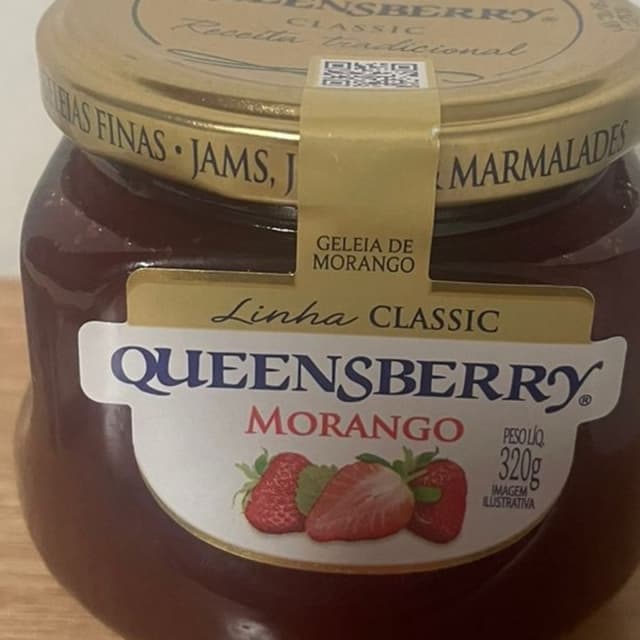 QUEENSBERRY
CLASSIC
Receita Tradicional
FINAS • JAMS, J
MARMALADES
GELEIA DE
MORANGO
Linha CLASSIC
QUEENSBERRY®
MORANGO
PESO LÍQ.
320g
IMAGEM
ILUSTRATIVA